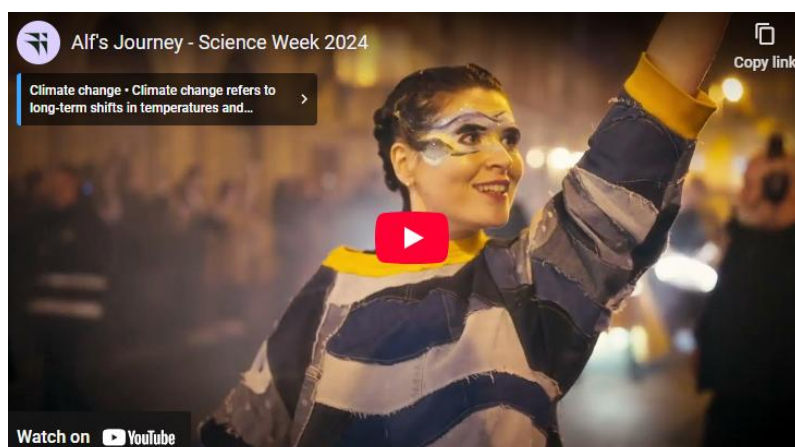 Alf's Journey - Science Week 2024
Copy link
Climate change • Climate change refers to
long-term shifts in temperatures and...
Watch on YouTube